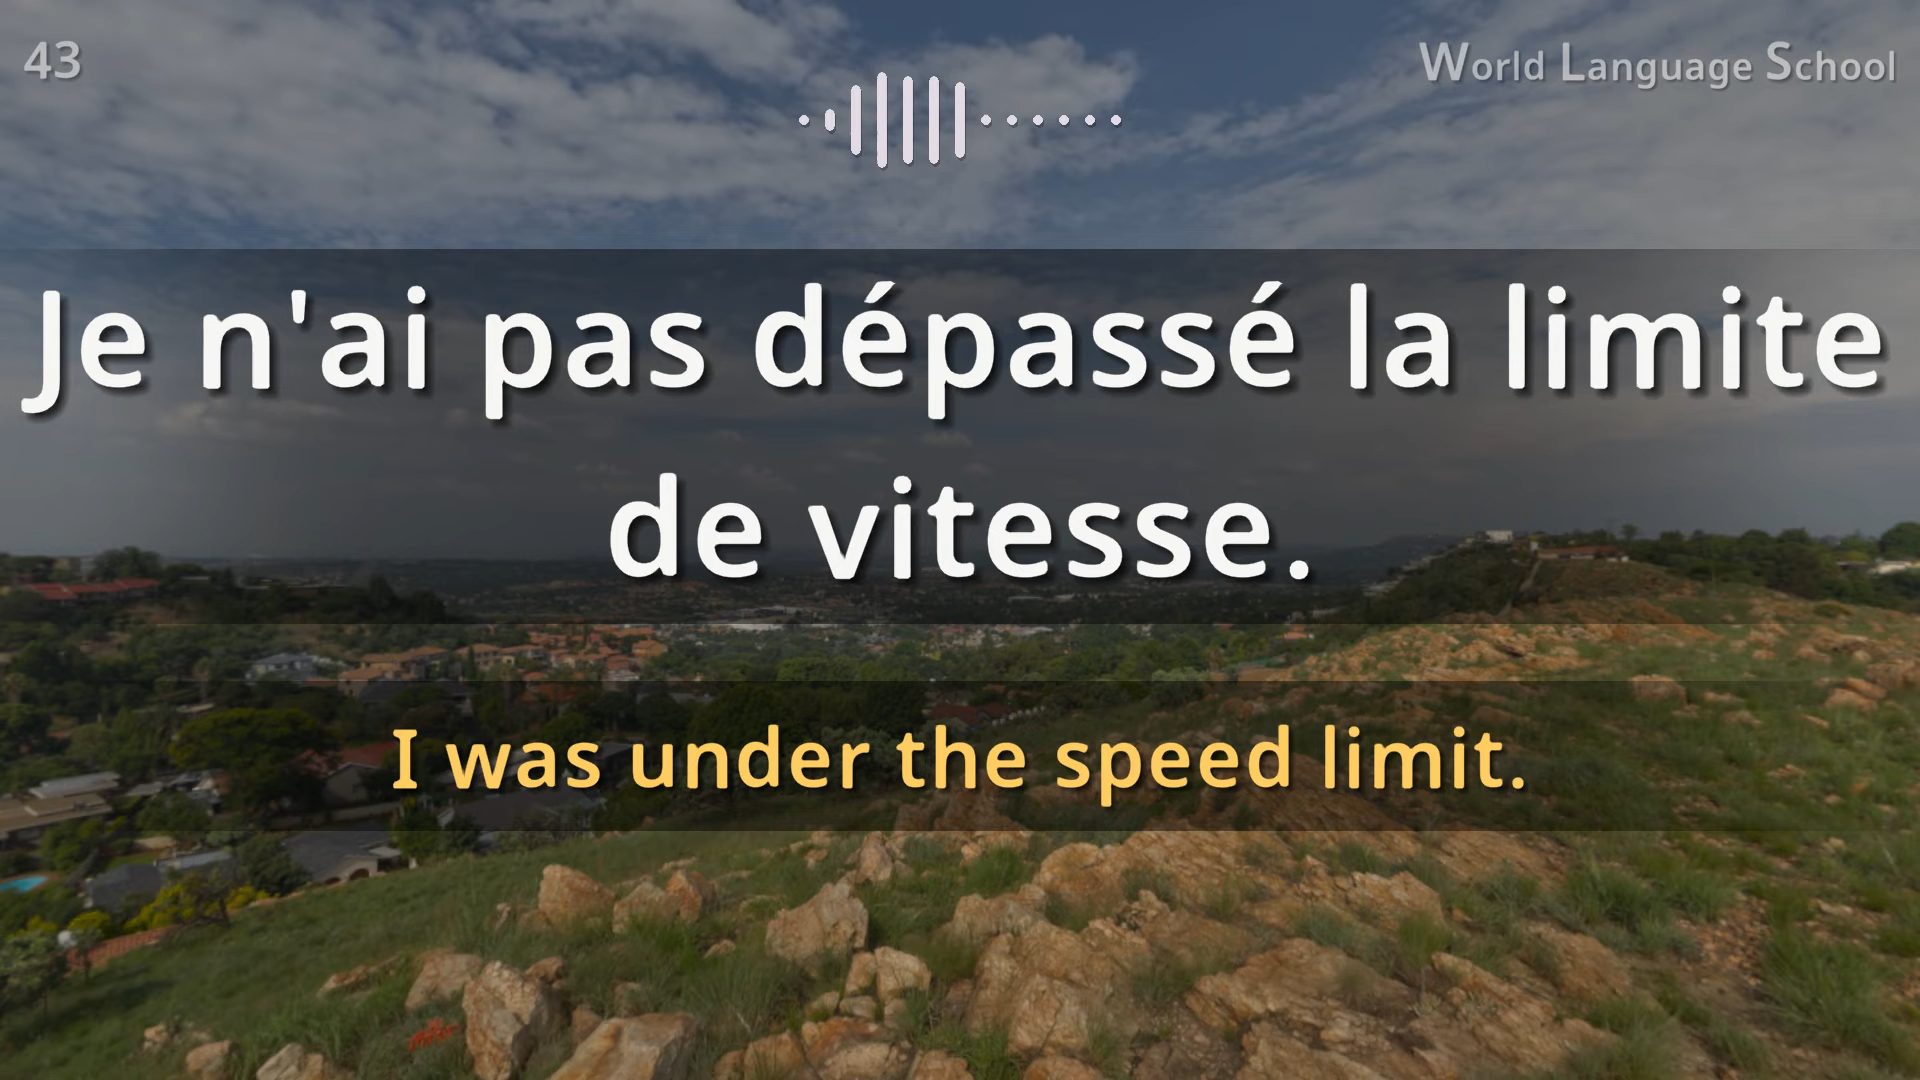 43
World Language School
Je n'ai pas dépassé la limite
de vitesse.
I was under the speed limit.